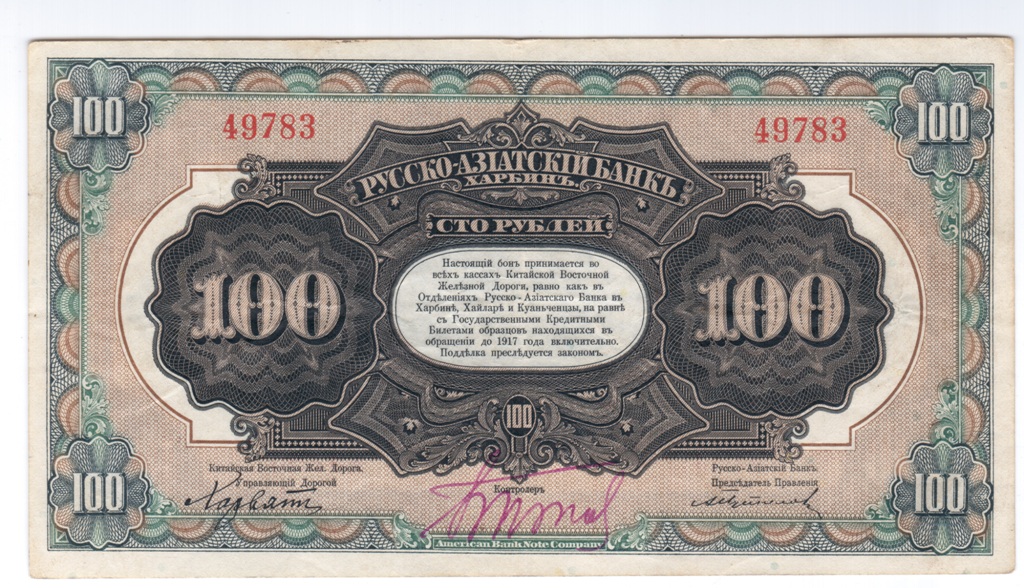 100 100
49783 49783
РУССКО-АЗІАТСКІЙ БАНКЪ
ХАРБИНЪ.
СТО РУБЛЕЙ
100 100
Настоящій бонъ принимается во
всѣхъ кассахъ Китайской Восточной
Желѣзной Дороги, равно какъ въ
Отдѣленіяхъ Русско-Азіатскаго Банка въ
Харбинѣ, Хайларѣ и Куаньченцзы, на равнѣ
съ Государственными Кредитными
Билетами образцовъ находящихся въ
обращеніи до 1917 года включительно.
Поддѣлка преслѣдуется закономъ.
100
Китайская Восточная Жел. Дорога. Русско-Азіатскій Банкъ.
Управляющій Дорогой Контролеръ Предсѣдатель Правленія
Хорватъ
100 100
American Bank Note Company.